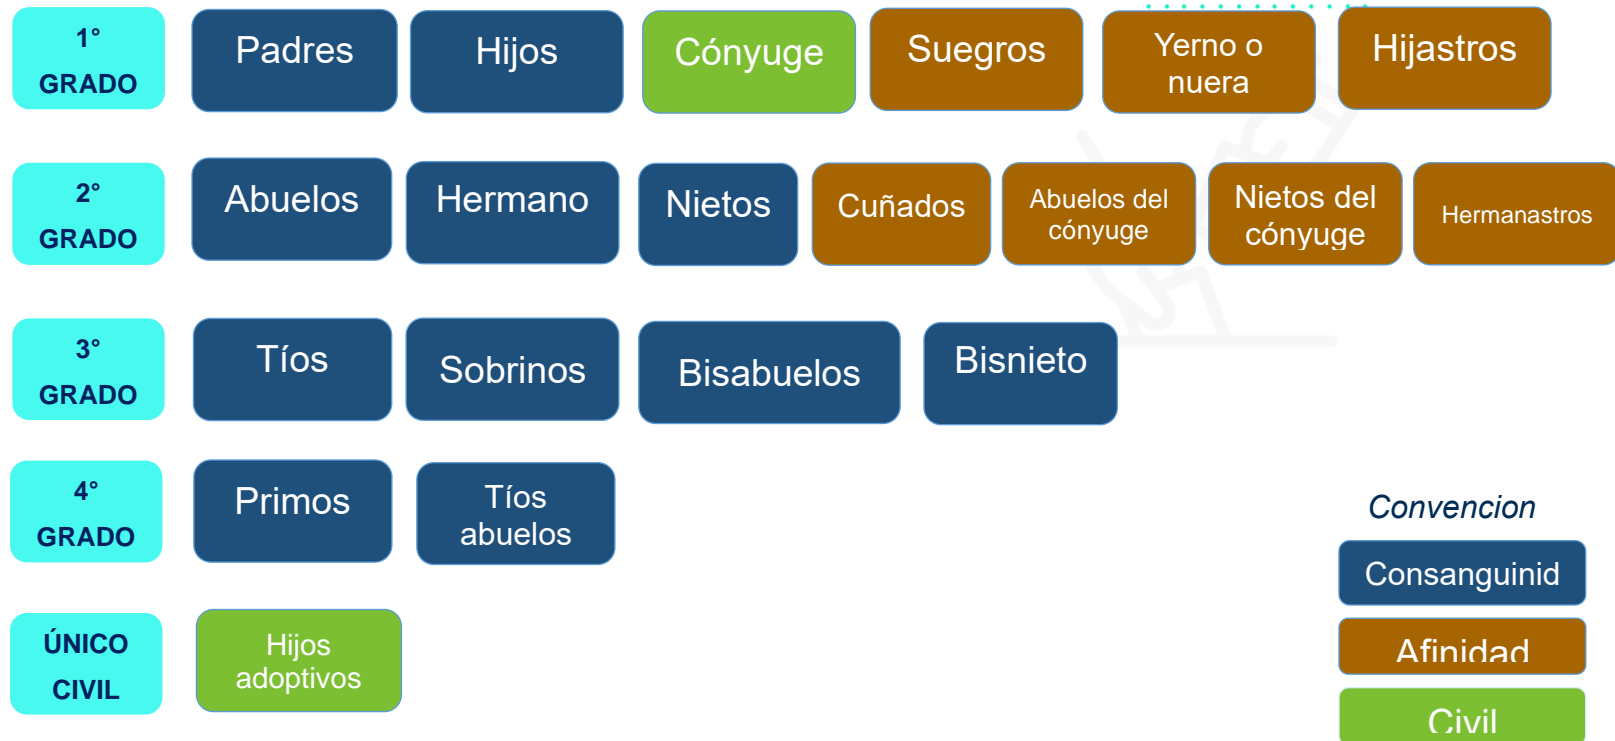 1°
GRADO
Padres
Hijos
Cónyuge
Suegros
Yerno o
nuera
Hijastros
2°
GRADO
Abuelos
Hermano
Nietos
Cuñados
Abuelos del
cónyuge
Nietos del
cónyuge
Hermanastros
3°
GRADO
Tíos
Sobrinos
Bisabuelos
Bisnieto
4°
GRADO
Primos
Tíos
abuelos
ÚNICO
CIVIL
Hijos
adoptivos
Convencion
Consanguinid
Afinidad
Civil